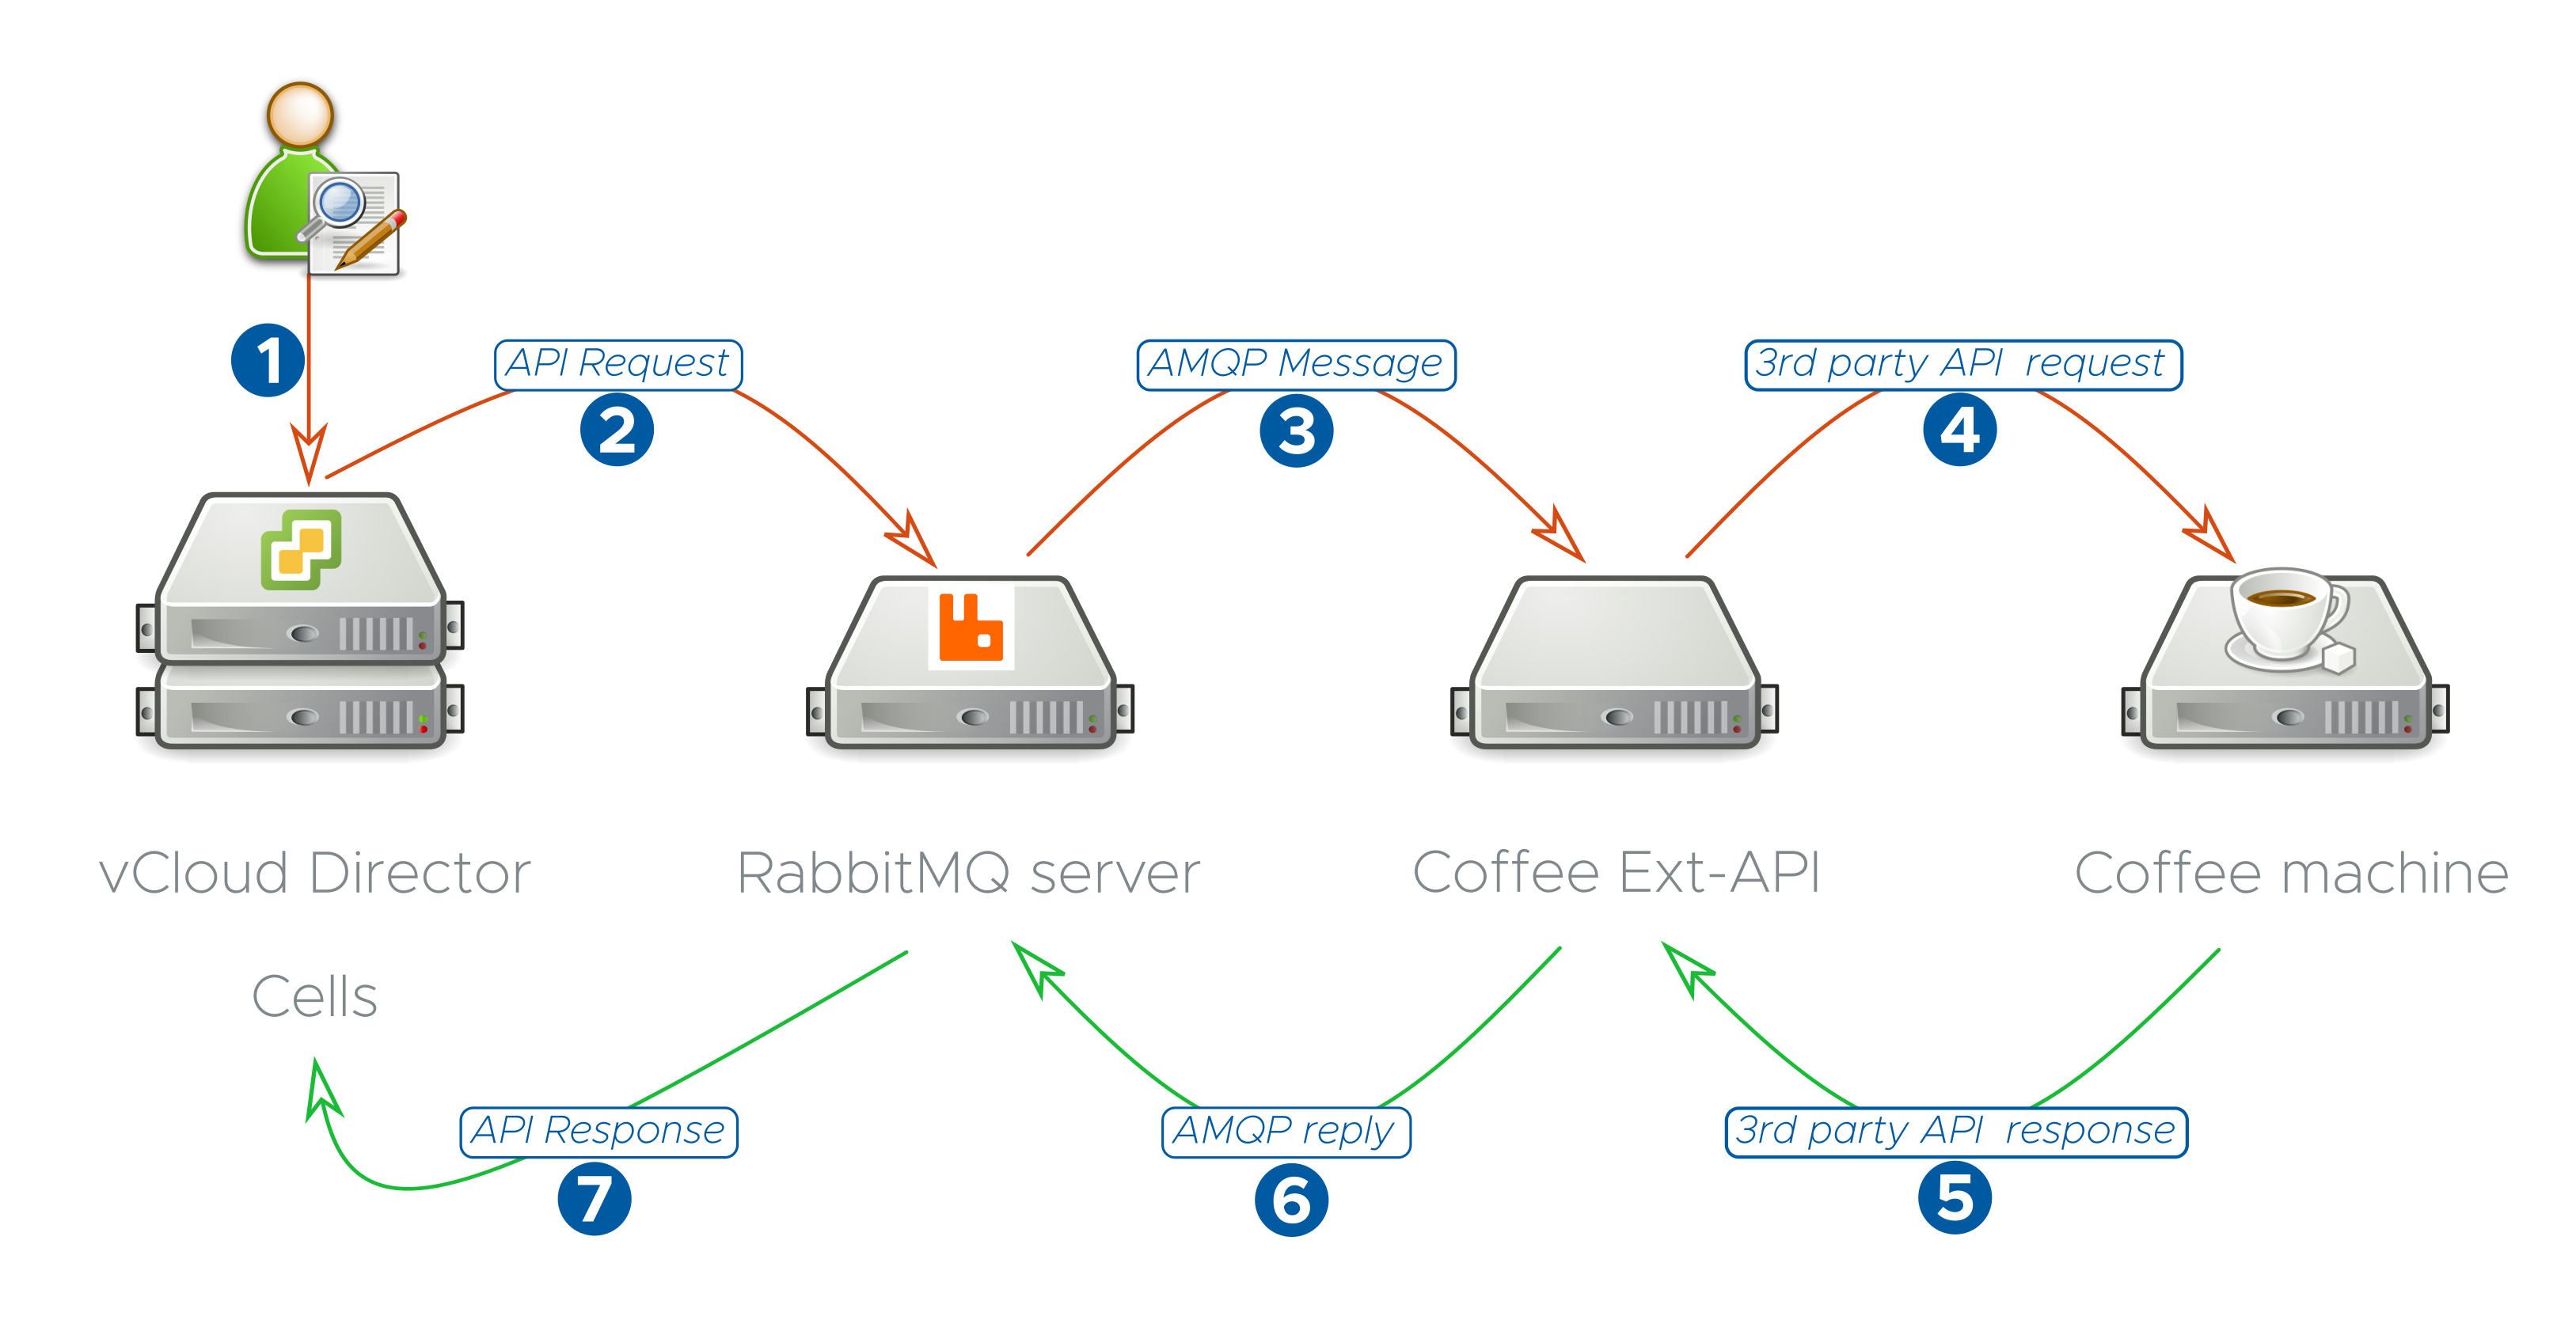 1
API Request
2
AMQP Message
3
3rd party API request
4
vCloud Director
Cells
RabbitMQ server
Coffee Ext-API
Coffee machine
API Response
7
AMQP reply
6
3rd party API response
5